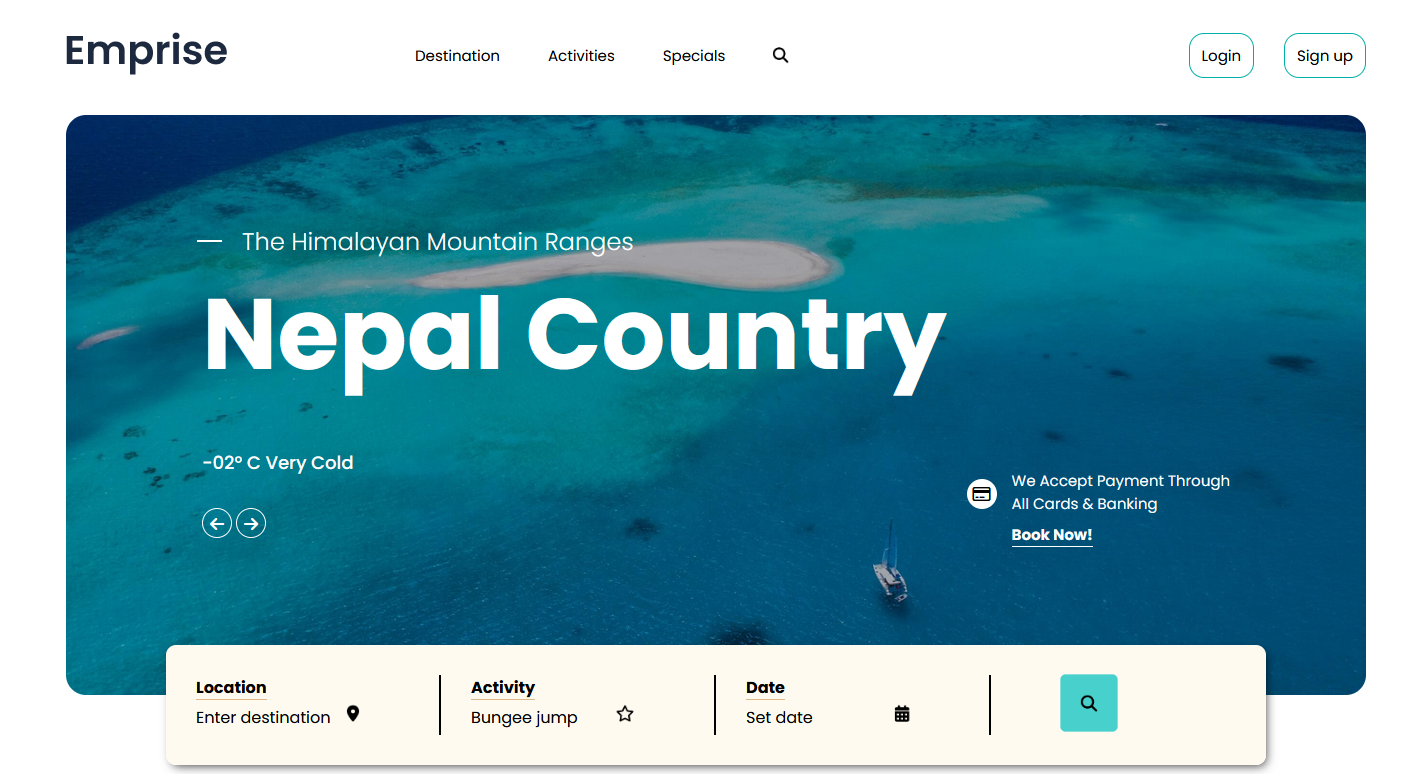 Emprise
Destination
Activities
Specials
Login
Sign up
The Himalayan Mountain Ranges
Nepal Country
-02° C Very Cold
We Accept Payment Through
All Cards & Banking
Book Now!
Location
Enter destination
Activity
Bungee jump
Date
Set date